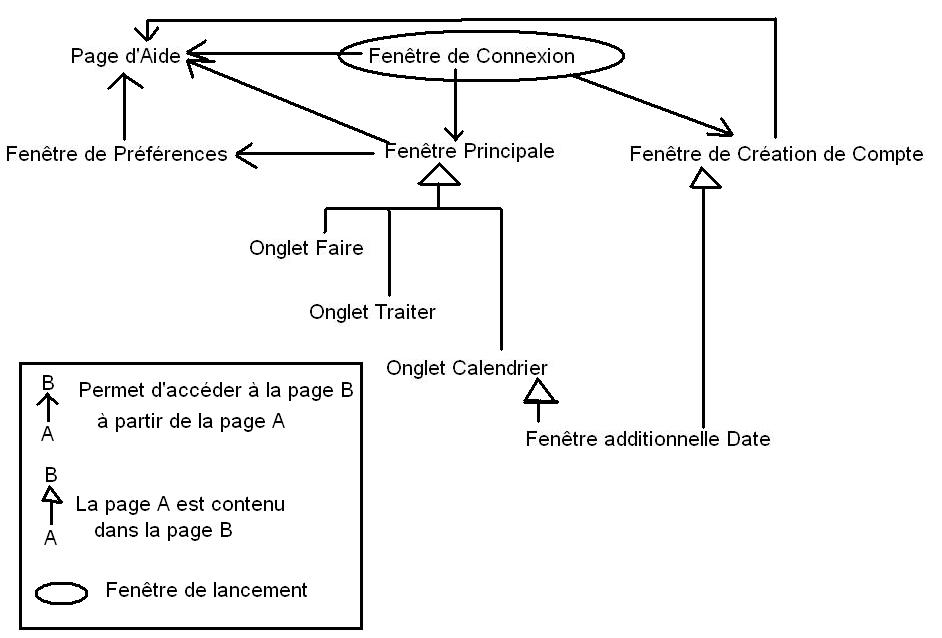 Page d'Aide
Fenêtre de Connexion
Fenêtre de Préférences
Fenêtre Principale
Fenêtre de Création de Compte
Onglet Faire
Onglet Traiter
Onglet Calendrier
Fenêtre additionnelle Date
B
Permet d'accéder à la page B
à partir de la page A
A
B
La page A est contenu
dans la page B
A
Fenêtre de lancement